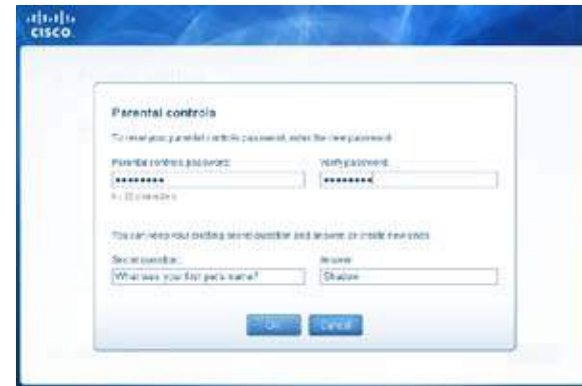 CISCO
Parental controls
To reset your parental controls password, enter the new password.
Parental controls password: Verify password:
4 - 32 characters
You can keep your existing secret question and answer or create new ones.
Secret question: Answer:
What was your first pet's name? Shadow
OK Cancel